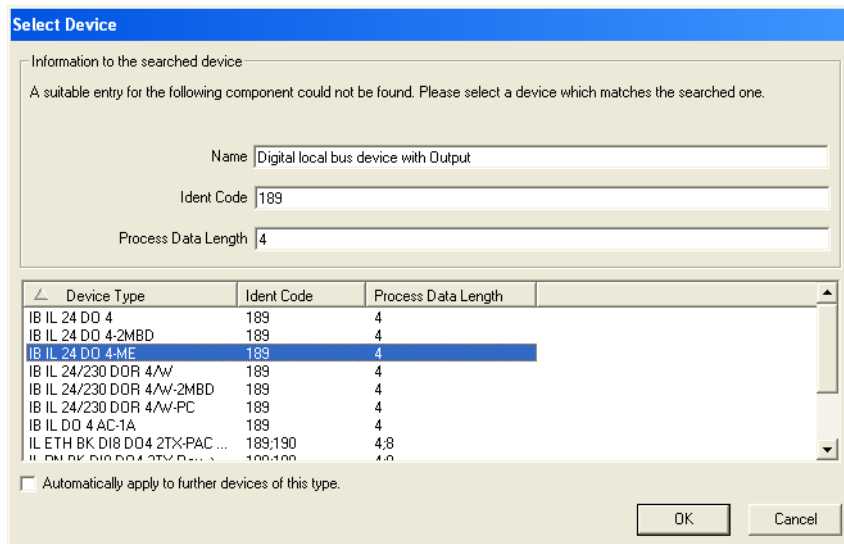 Select Device
Information to the searched device
A suitable entry for the following component could not be found. Please select a device which matches the searched one.
Name Digital local bus device with Output
Ident Code 189
Process Data Length 4
Device Type Ident Code Process Data Length
IB IL 24 DO 4 189 4
IB IL 24 DO 4-2MBD 189 4
IB IL 24 DO 4-ME 189 4
IB IL 24/230 DOR 4/W 189 4
IB IL 24/230 DOR 4/W-2MBD 189 4
IB IL 24/230 DOR 4/W-PC 189 4
IB IL DO 4 AC-1A 189 4
IL ETH BK DI8 DO4 2TX-PAC ... 189;190 4;8
Automatically apply to further devices of this type.
OK Cancel